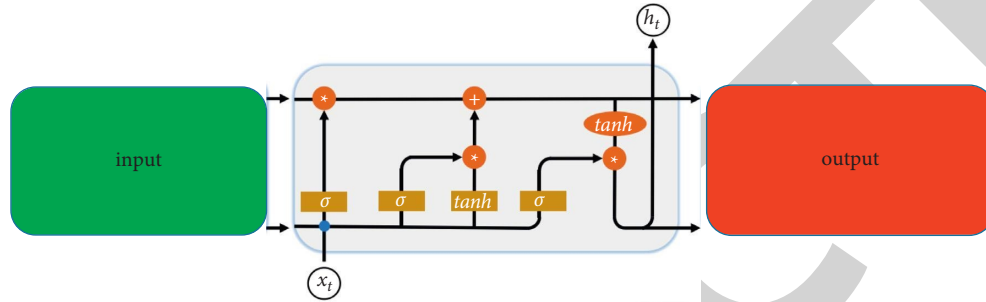 h_t
*
+
tanh
input
*
*
output
σ
σ
tanh
σ
x_t